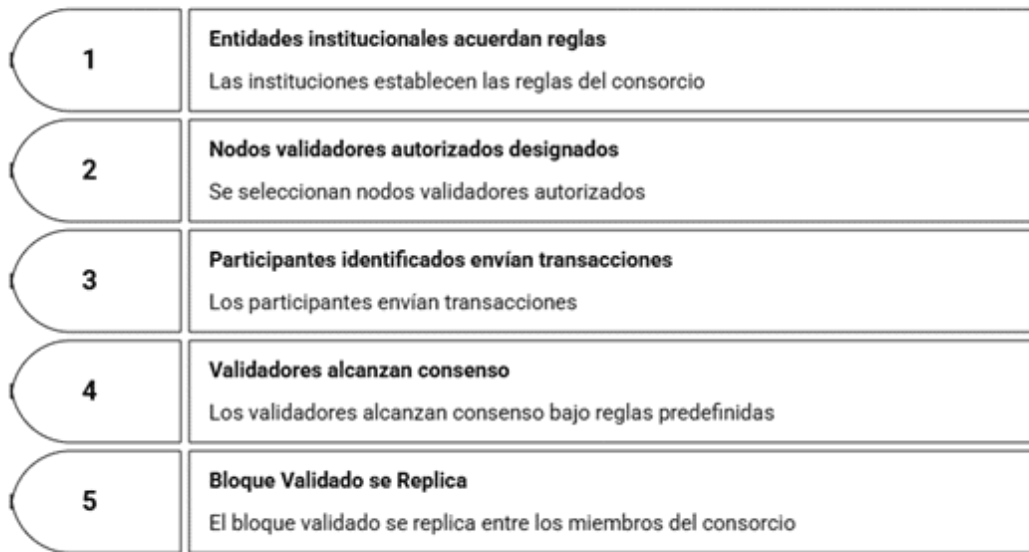 1
Entidades institucionales acuerdan reglas
Las instituciones establecen las reglas del consorcio
2
Nodos validadores autorizados designados
Se seleccionan nodos validadores autorizados
3
Participantes identificados envían transacciones
Los participantes envían transacciones
4
Validadores alcanzan consenso
Los validadores alcanzan consenso bajo reglas predefinidas
5
Bloque Validado se Replica
El bloque validado se replica entre los miembros del consorcio